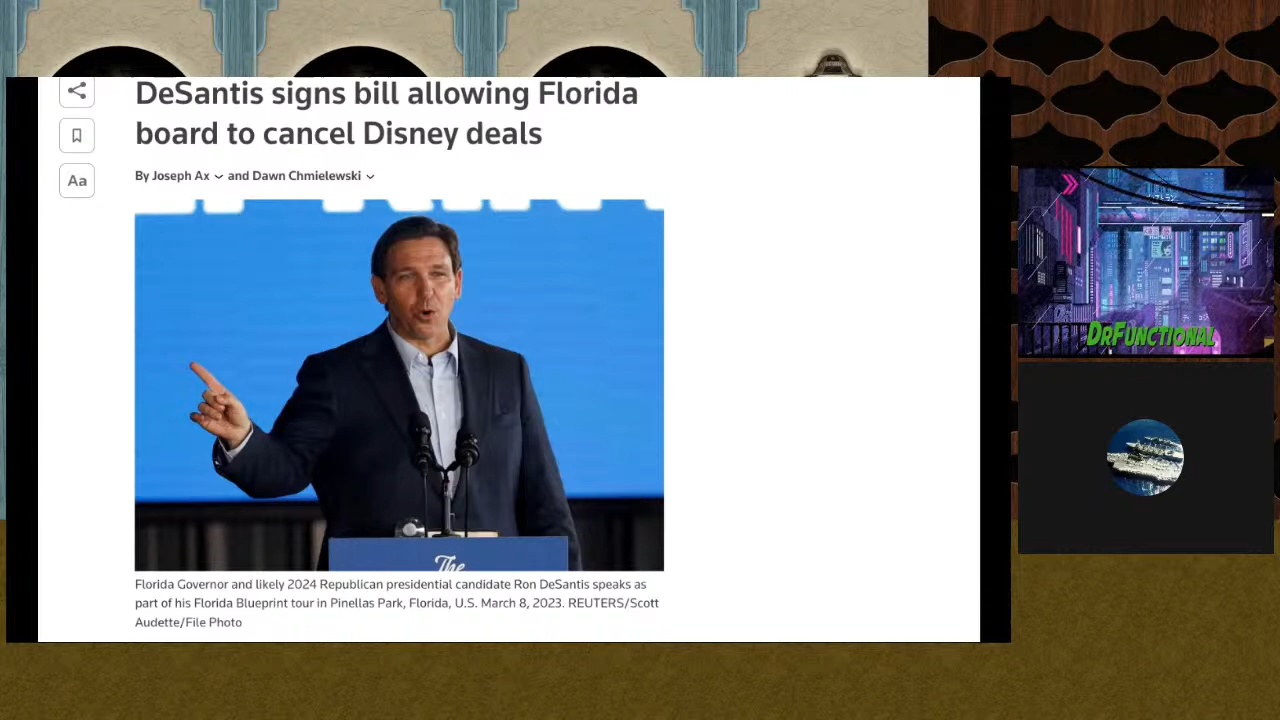 DeSantis signs bill allowing Florida
board to cancel Disney deals
Aa
By Joseph Ax and Dawn Chmielewski
The
Florida Governor and likely 2024 Republican presidential candidate Ron DeSantis speaks as
part of his Florida Blueprint tour in Pinellas Park, Florida, U.S. March 8, 2023. REUTERS/Scott
Audette/File Photo
DRFUNCTIONAL